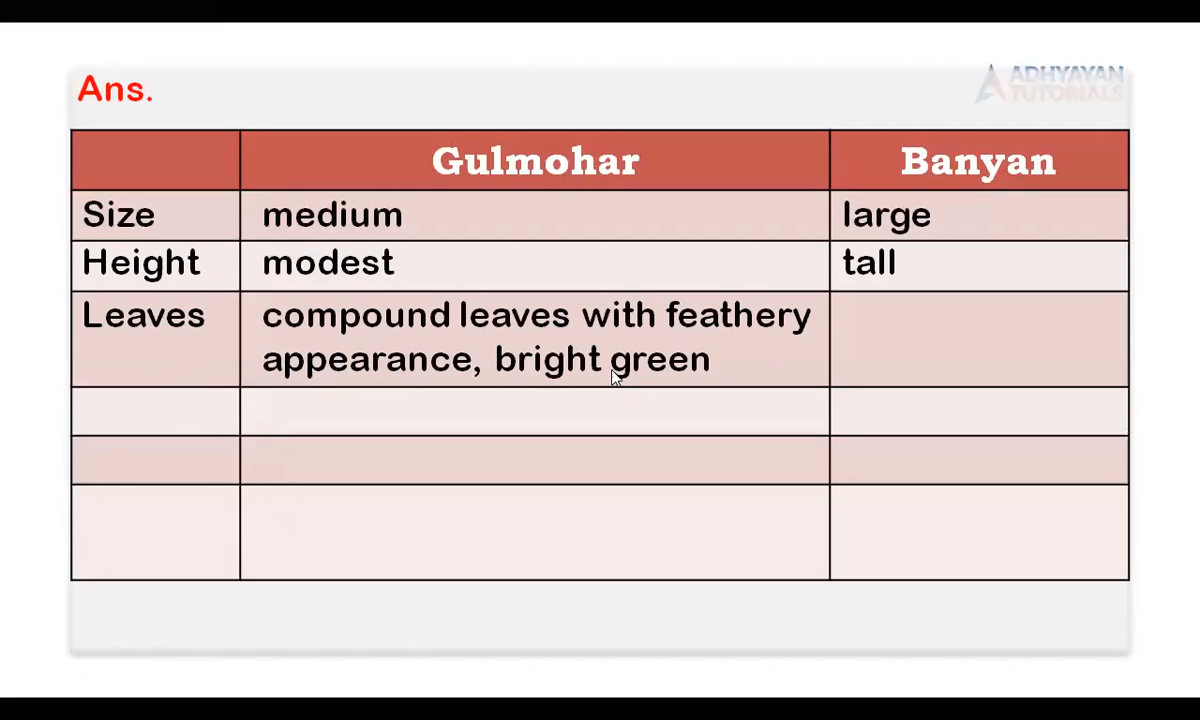 ADHYAYAN
TUTORIALS
Ans.
Gulmohar Banyan
Size medium large
Height modest tall
Leaves compound leaves with feathery
appearance, bright green